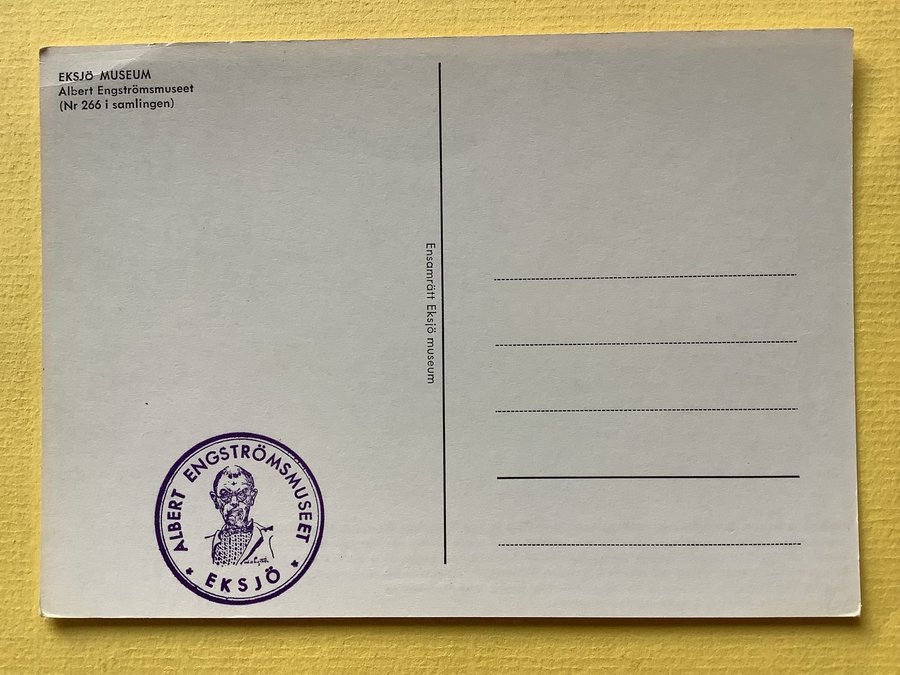 EKSJÖ MUSEUM
Albert Engströmsmuseet
(Nr 266 i samlingen)
Ensamrätt Eksjö museum
ALBERT ENGSTRÖMSMUSEET
* EKSJÖ *